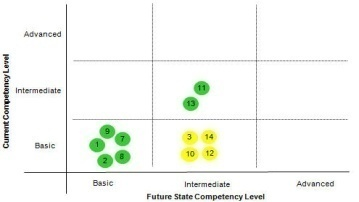 Current Competency Level
Advanced
Intermediate
Basic
11
13
9
7
1
2
8
3
14
10
12
Basic
Intermediate
Advanced
Future State Competency Level